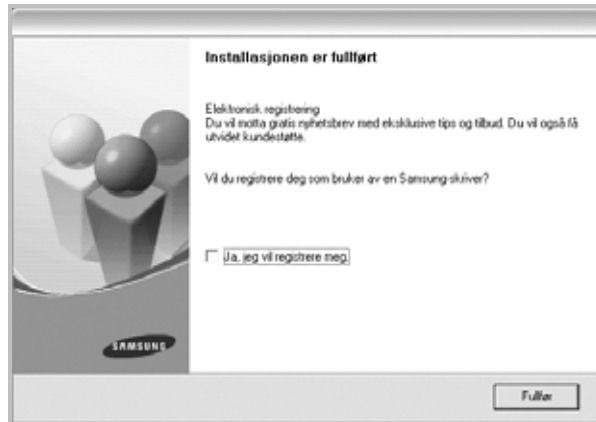 Installasjonen er fullført
Elektronisk registrering
Du vil motta gratis nyhetsbrev med eksklusive tips og tilbud. Du vil også få
utvidet kundestøtte.
Vil du registrere deg som bruker av en Samsung-skriver?
Ja, jeg vil registrere meg.
SAMSUNG
Fullfør